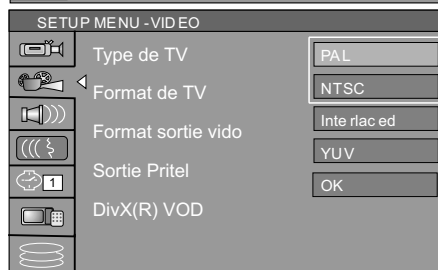 SETUP MENU -VIDEO
Type de TV
PAL
Format de TV
NTSC
Format sortie vido
Inte rlac ed
YUV
Sortie Pritel
OK
DivX(R) VOD
1